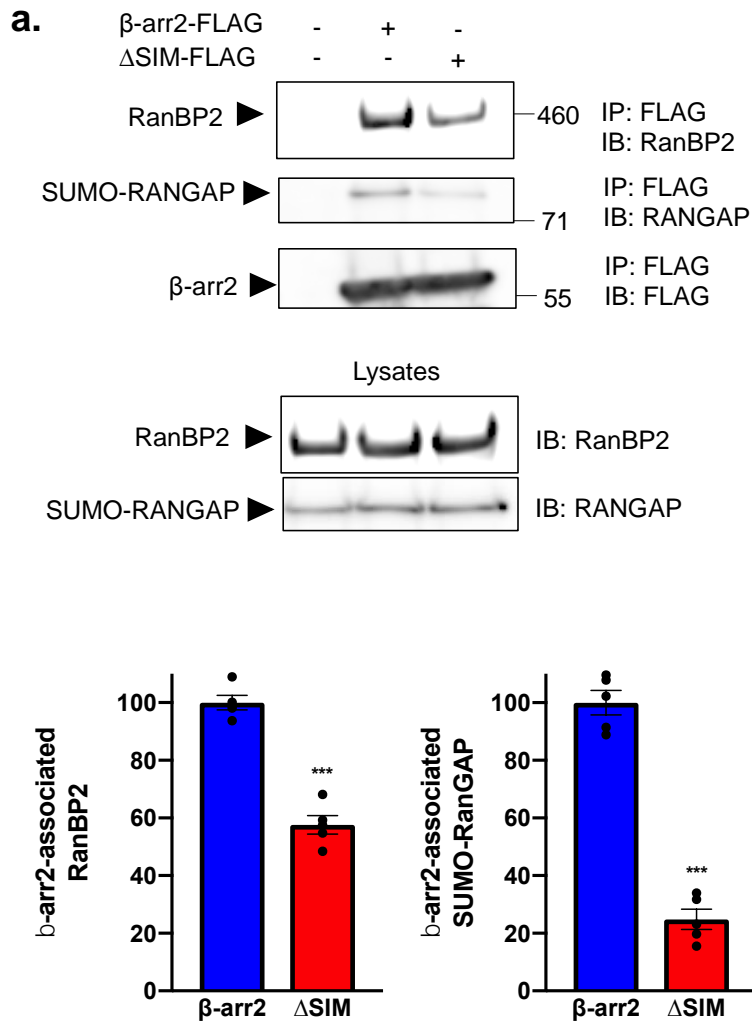 a.
β-arr2-FLAG - + -
ΔSIM-FLAG - - +
RanBP2 460 IP: FLAG
IB: RanBP2
SUMO-RANGAP IP: FLAG
71 IB: RANGAP
β-arr2 IP: FLAG
55 IB: FLAG
Lysates
RanBP2 IB: RanBP2
SUMO-RANGAP IB: RANGAP
b-arr2-associated
RanBP2
100
80
60
40
20
0
***
β-arr2 ΔSIM
b-arr2-associated
SUMO-RanGAP
100
80
60
40
20
0
***
β-arr2 ΔSIM